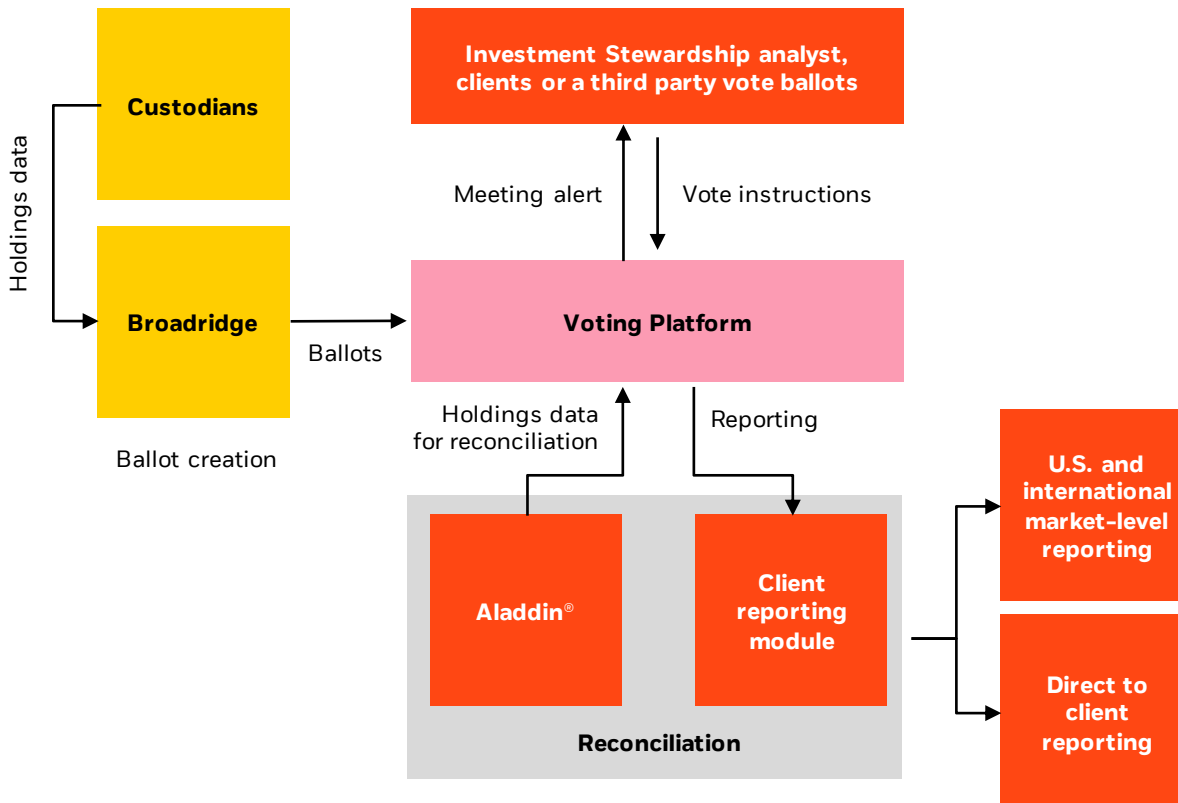 Custodians
Investment Stewardship analyst,
clients or a third party vote ballots
Holdings data
Meeting alert
Vote instructions
Broadridge
Ballots
Voting Platform
Ballot creation
Holdings data
for reconciliation
Reporting
Aladdin®
Client
reporting
module
Reconciliation
U.S. and
international
market-level
reporting
Direct to
client
reporting